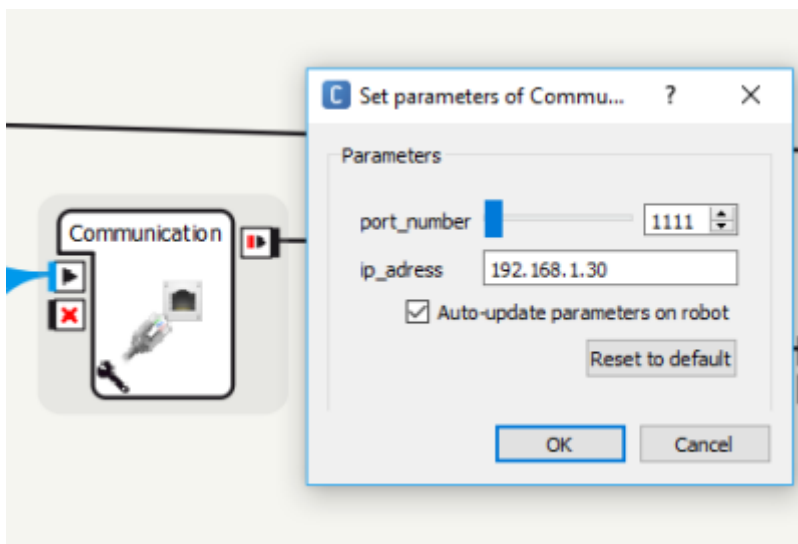 C Set parameters of Commu... ?
Parameters
Communication
port_number 1111
ip_adress 192.168.1.30
Auto-update parameters on robot
Reset to default
OK Cancel